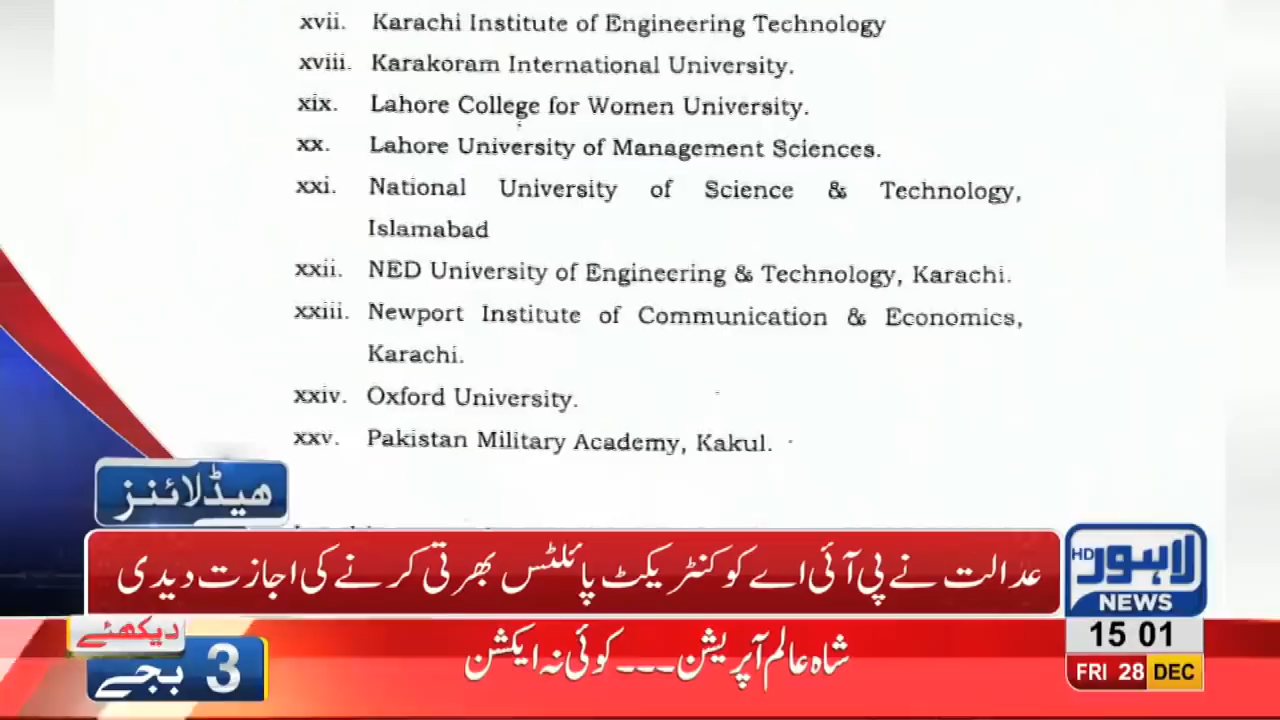 xvii. Karachi Institute of Engineering Technology
xviii. Karakoram International University.
xix. Lahore College for Women University.
xx. Lahore University of Management Sciences.
xxi. National University of Science & Technology,
Islamabad
xxii. NED University of Engineering & Technology, Karachi.
xxiii. Newport Institute of Communication & Economics,
Karachi.
xxiv. Oxford University.
xxv. Pakistan Military Academy, Kakul.
ہیڈلائنز
عدالت نے پی آئی اے کو کنٹریکٹ پائلٹس بھرتی کرنے کی اجازت دیدی
لاہور HD
NEWS
15 01
FRI 28 DEC
دیکھئے
3 بجے
شاہ عالم آپریشن۔۔۔ کوئی نہ ایکشن